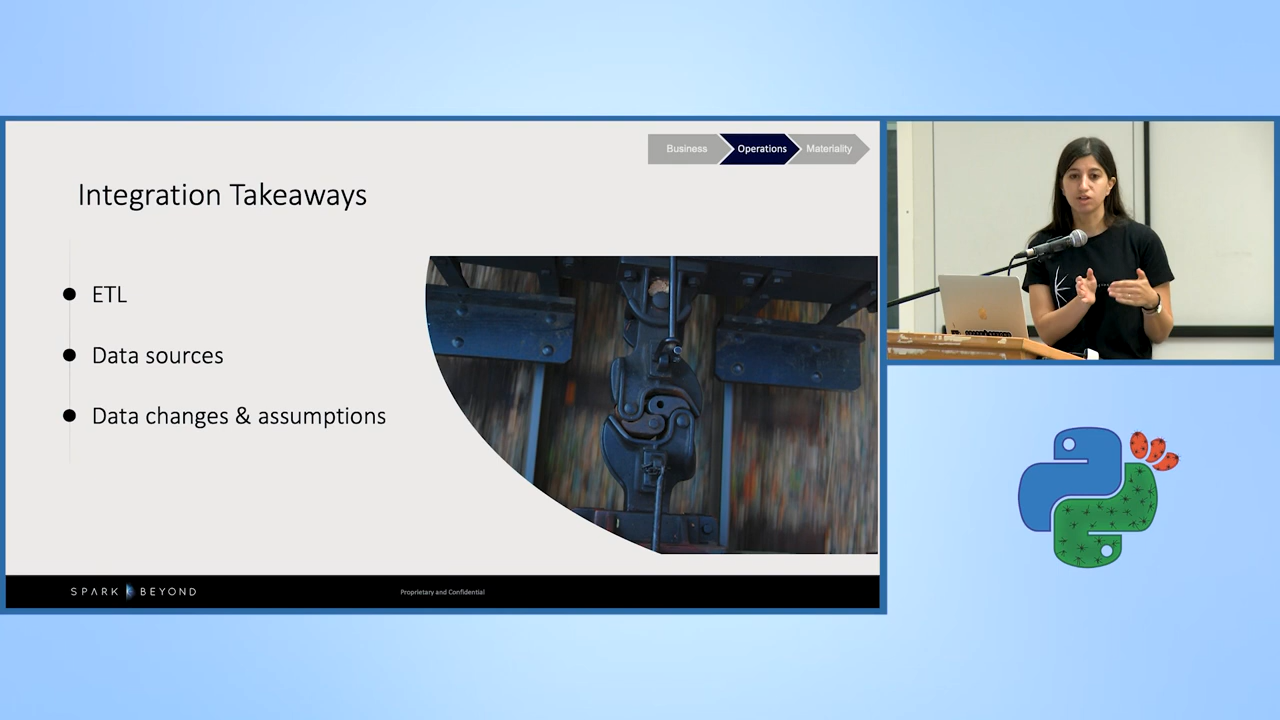 Business
Operations
Materiality
Integration Takeaways
ETL
Data sources
Data changes & assumptions
SPARK BEYOND
Proprietary and Confidential